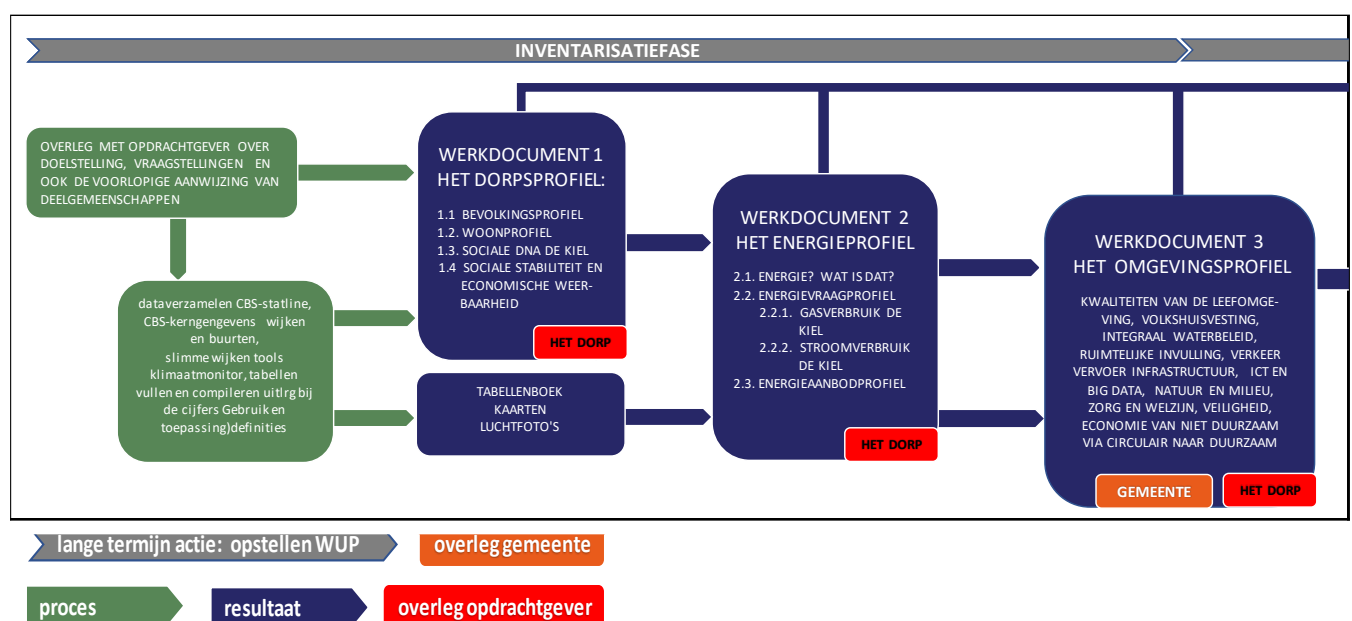 INVENTARISATIEFASE
OVERLEG MET OPDRACHTGEVER OVER
DOELSTELLING, VRAAGSTELLINGEN EN
OOK DE VOORLOPIGE AANWIJZING VAN
DEELGEMEENSCHAPPEN
dataverzamelen CBS-statline,
CBS-kerngengevens wijken
en buurten,
slimme wijken tools
klimaatmonitor, tabellen
vullen en compileren uitlrg bij
de cijfers Gebruik en
toepassing)definities
WERKDOCUMENT 1
HET DORPSPROFIEL:
1.1 BEVOLKINGSPROFIEL
1.2. WOONPROFIEL
1.3. SOCIALE DNA DE KIEL
1.4 SOCIALE STABILITEIT EN
ECONOMISCHE WEER-
BAARHEID
HET DORP
TABELLENBOEK
KAARTEN
LUCHTFOTO'S
WERKDOCUMENT 2
HET ENERGIEPROFIEL
2.1. ENERGIE? WAT IS DAT?
2.2. ENERGIEVRAAGPROFIEL
2.2.1. GASVERBRUIK DE
KIEL
2.2.2. STROOMVERBRUIK
DE KIEL
2.3. ENERGIEAANBODPROFIEL
HET DORP
WERKDOCUMENT 3
HET OMGEVINGSPROFIEL
KWALITEITEN VAN DE LEEFOMGE-
VING, VOLKSHUISVESTING,
INTEGRAAL WATERBELEID,
RUIMTELIJKE INVULLING, VERKEER
VERVOER INFRASTRUCTUUR, ICT EN
BIG DATA, NATUUR EN MILIEU,
ZORG EN WELZIJN, VEILIGHEID,
ECONOMIE VAN NIET DUURZAAM
VIA CIRCULAIR NAAR DUURZAAM
GEMEENTE
HET DORP
lange termijn actie: opstellen WUP
overleg gemeente
proces
resultaat
overleg opdrachtgever